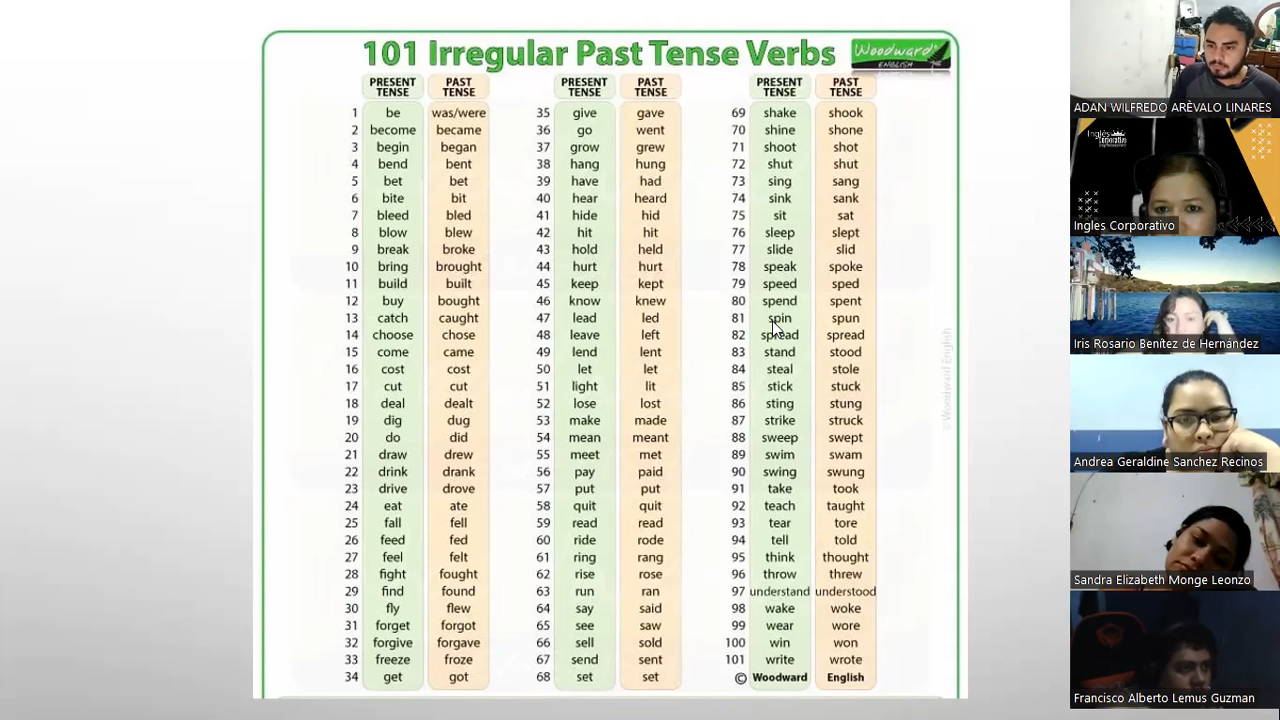 101 Irregular Past Tense Verbs
Woodward®
ENGLISH
PRESENT TENSE PAST TENSE PRESENT TENSE PAST TENSE PRESENT TENSE PAST TENSE
1 be was/were 35 give gave 69 shake shook
2 become became 36 go went 70 shine shone
3 begin began 37 grow grew 71 shoot shot
4 bend bent 38 hang hung 72 shut shut
5 bet bet 39 have had 73 sing sang
6 bite bit 40 hear heard 74 sink sank
7 bleed bled 41 hide hid 75 sit sat
8 blow blew 42 hit hit 76 sleep slept
9 break broke 43 hold held 77 slide slid
10 bring brought 44 hurt hurt 78 speak spoke
11 build built 45 keep kept 79 speed sped
12 buy bought 46 know knew 80 spend spent
13 catch caught 47 lead led 81 spin spun
14 choose chose 48 leave left 82 spread spread
15 come came 49 lend lent 83 stand stood
16 cost cost 50 let let 84 steal stole
17 cut cut 51 light lit 85 stick stuck
18 deal dealt 52 lose lost 86 sting stung
19 dig dug 53 make made 87 strike struck
20 do did 54 mean meant 88 sweep swept
21 draw drew 55 meet met 89 swim swam
22 drink drank 56 pay paid 90 swing swung
23 drive drove 57 put put 91 take took
24 eat ate 58 quit quit 92 teach taught
25 fall fell 59 read read 93 tear tore
26 feed fed 60 ride rode 94 tell told
27 feel felt 61 ring rang 95 think thought
28 fight fought 62 rise rose 96 throw threw
29 find found 63 run ran 97 understand understood
30 fly flew 64 say said 98 wake woke
31 forget forgot 65 see saw 99 wear wore
32 forgive forgave 66 sell sold 100 win won
33 freeze froze 67 send sent 101 write wrote
34 get got 68 set set © Woodward English
© Woodward English
ADAN WILFREDO ARÉVALO LINARES
Inglés
Corporativo
Ingles Corporativo
Iris Rosario Benítez de Hernández
Andrea Geraldine Sanchez Recinos
Sandra Elizabeth Monge Leonzo
Francisco Alberto Lemus Guzman